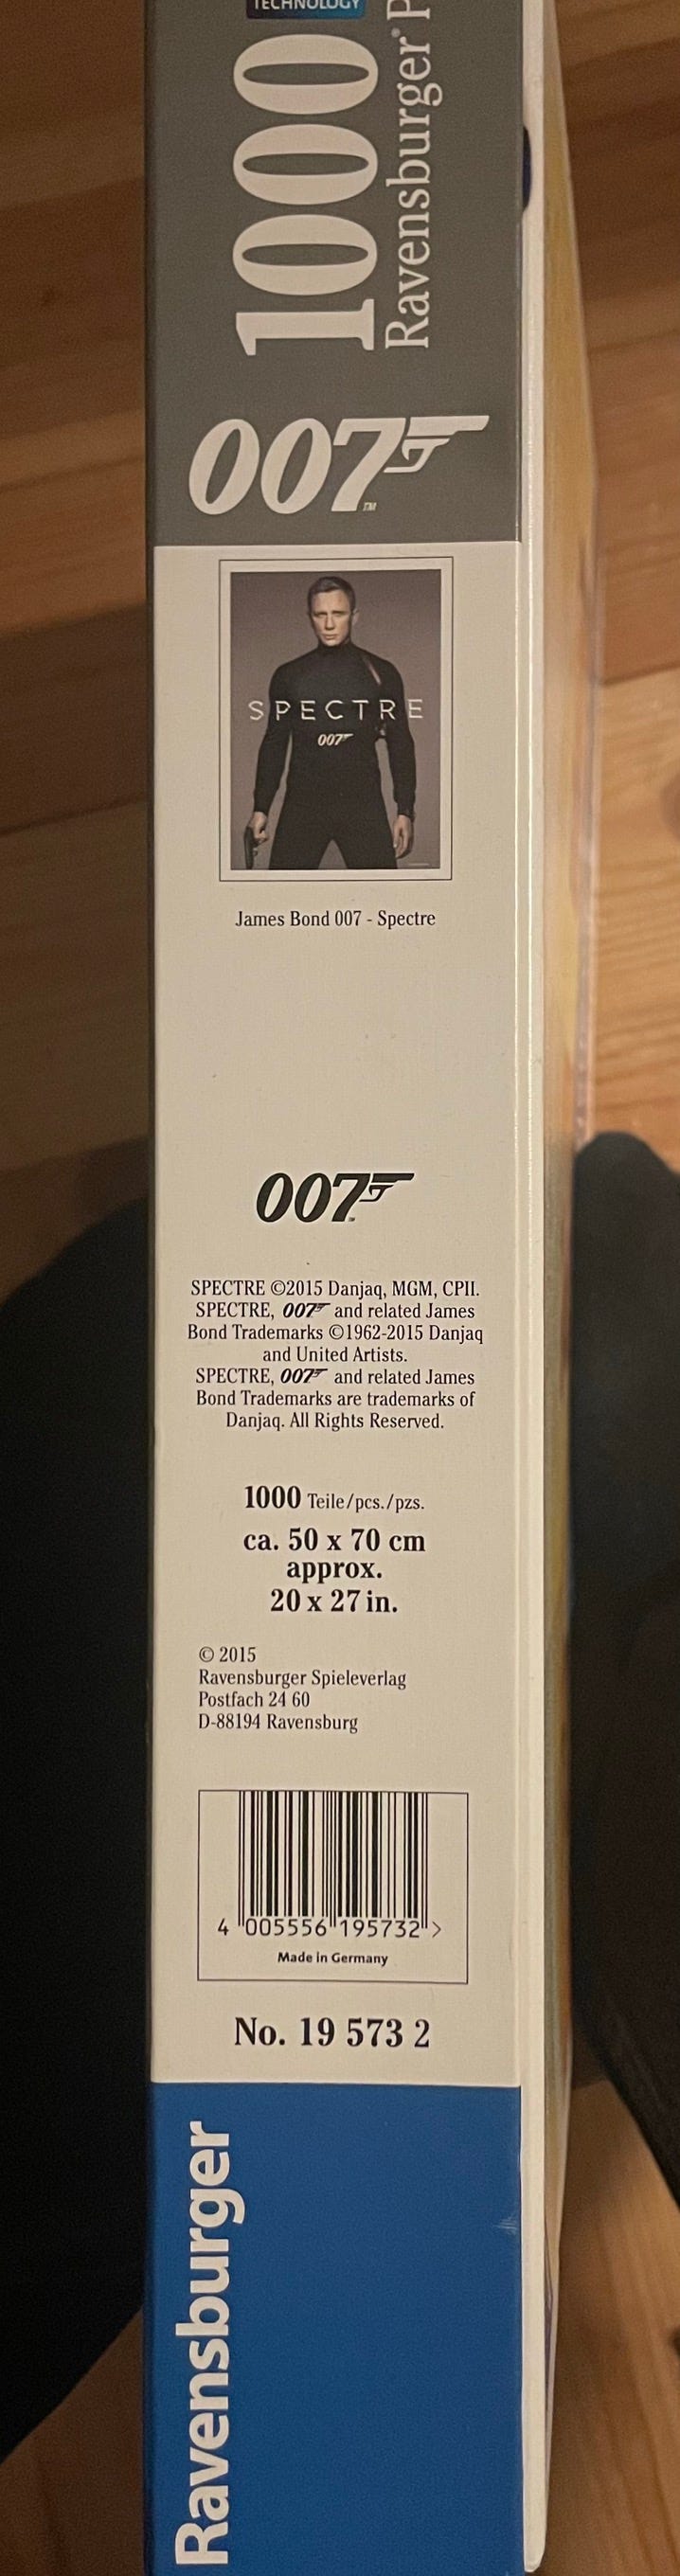 TECHNOLOGY
1000
Ravensburger® P
007™
SPECTRE
007
James Bond 007 - Spectre
007
SPECTRE ©2015 Danjaq, MGM, CPII.
SPECTRE, 007 and related James
Bond Trademarks ©1962-2015 Danjaq
and United Artists.
SPECTRE, 007 and related James
Bond Trademarks are trademarks of
Danjaq. All Rights Reserved.
1000 Teile/pcs./pzs.
ca. 50 x 70 cm
approx.
20 x 27 in.
© 2015
Ravensburger Spieleverlag
Postfach 24 60
D-88194 Ravensburg
4 005556 195732 >
Made in Germany
No. 19 573 2
Ravensburger